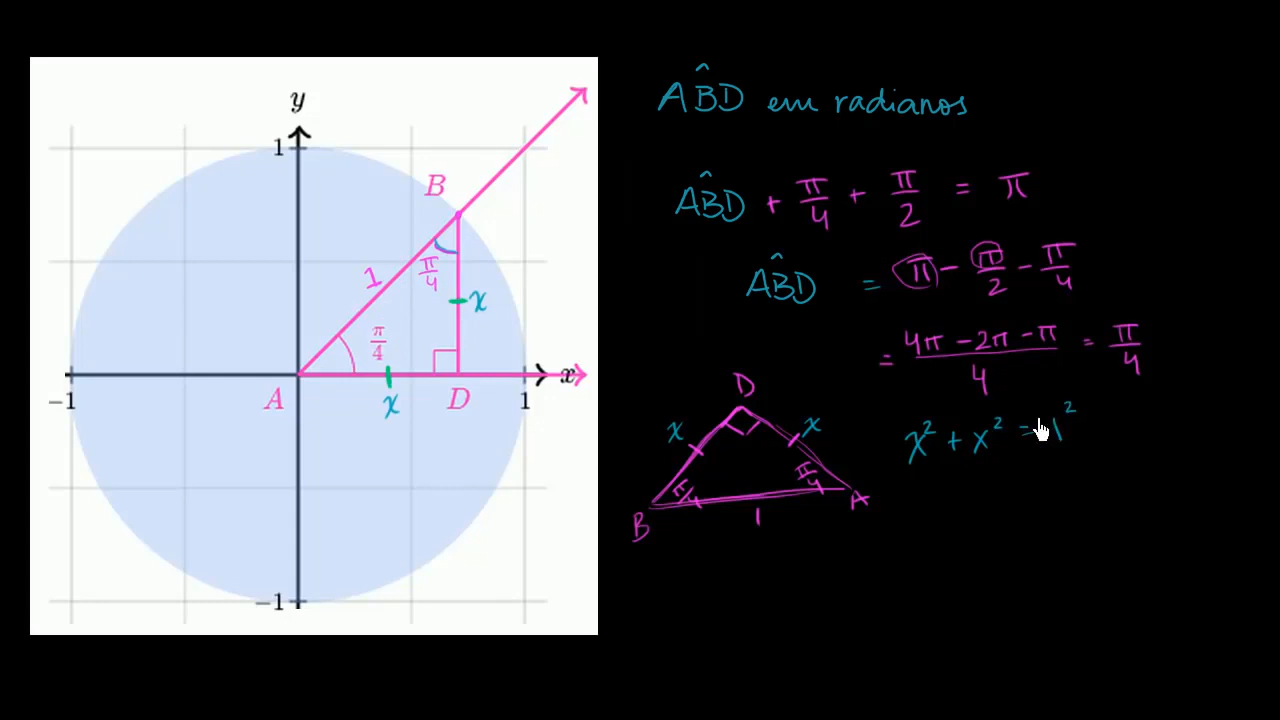 y
1
B
1
π/4
x
π/4
−1
A
x
D
1
x
−1
AB̂D em radianos
AB̂D + π/4 + π/2 = π
AB̂D = π − π/2 − π/4
= (4π − 2π − π)/4 = π/4
D
x
x
x² + x² = 1²
π/4
π/4
B
1
A